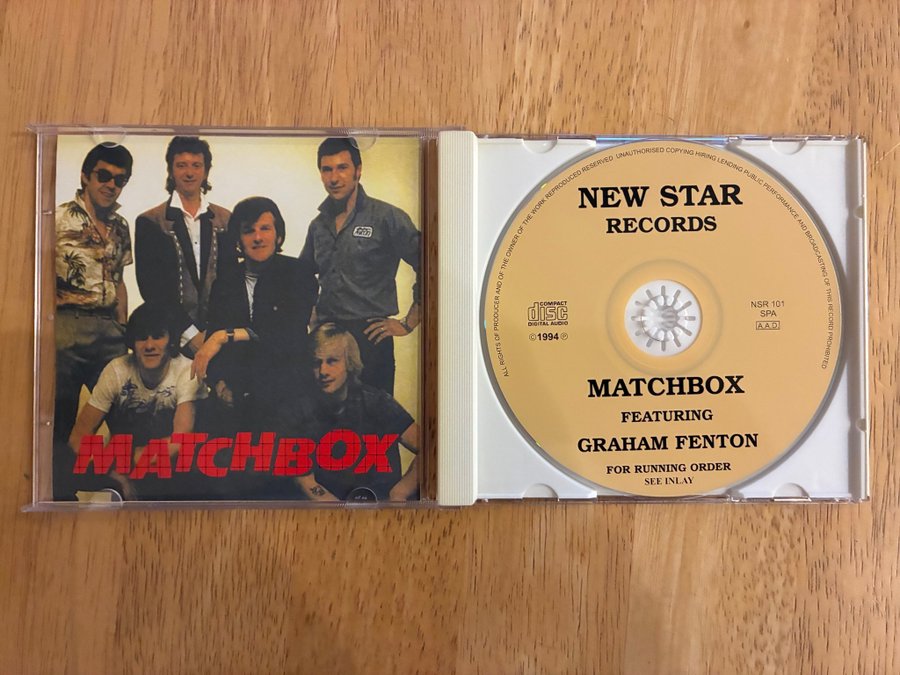 MATCHBOX
ALL RIGHTS OF PRODUCER AND OF THE OWNER OF THE WORK REPRODUCED RESERVED. UNAUTHORISED COPYING HIRING LENDING PUBLIC PERFORMANCE AND BROADCASTING OF THIS RECORD PROHIBITED
NEW STAR
RECORDS
COMPACT
disc
DIGITAL AUDIO
©1994℗
NSR 101
SPA
A.A.D.
MATCHBOX
FEATURING
GRAHAM FENTON
FOR RUNNING ORDER
SEE INLAY